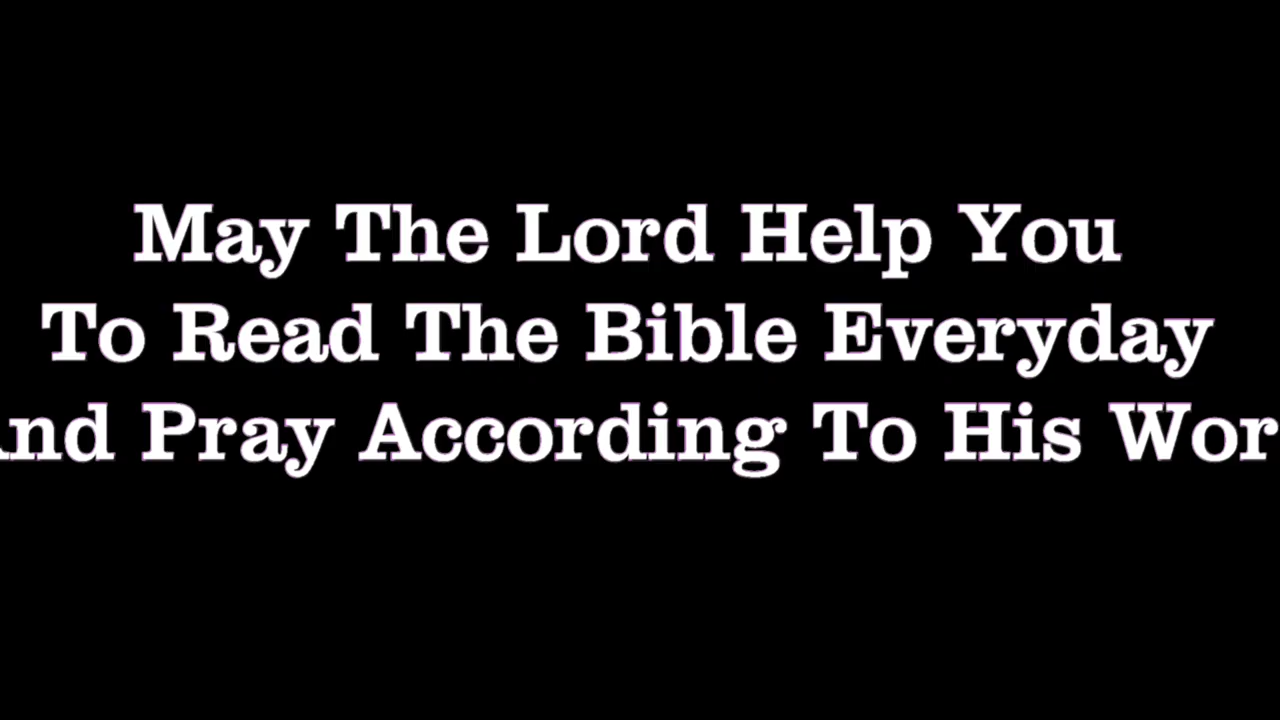 May The Lord Help You
To Read The Bible Everyday
nd Pray According To His Wor